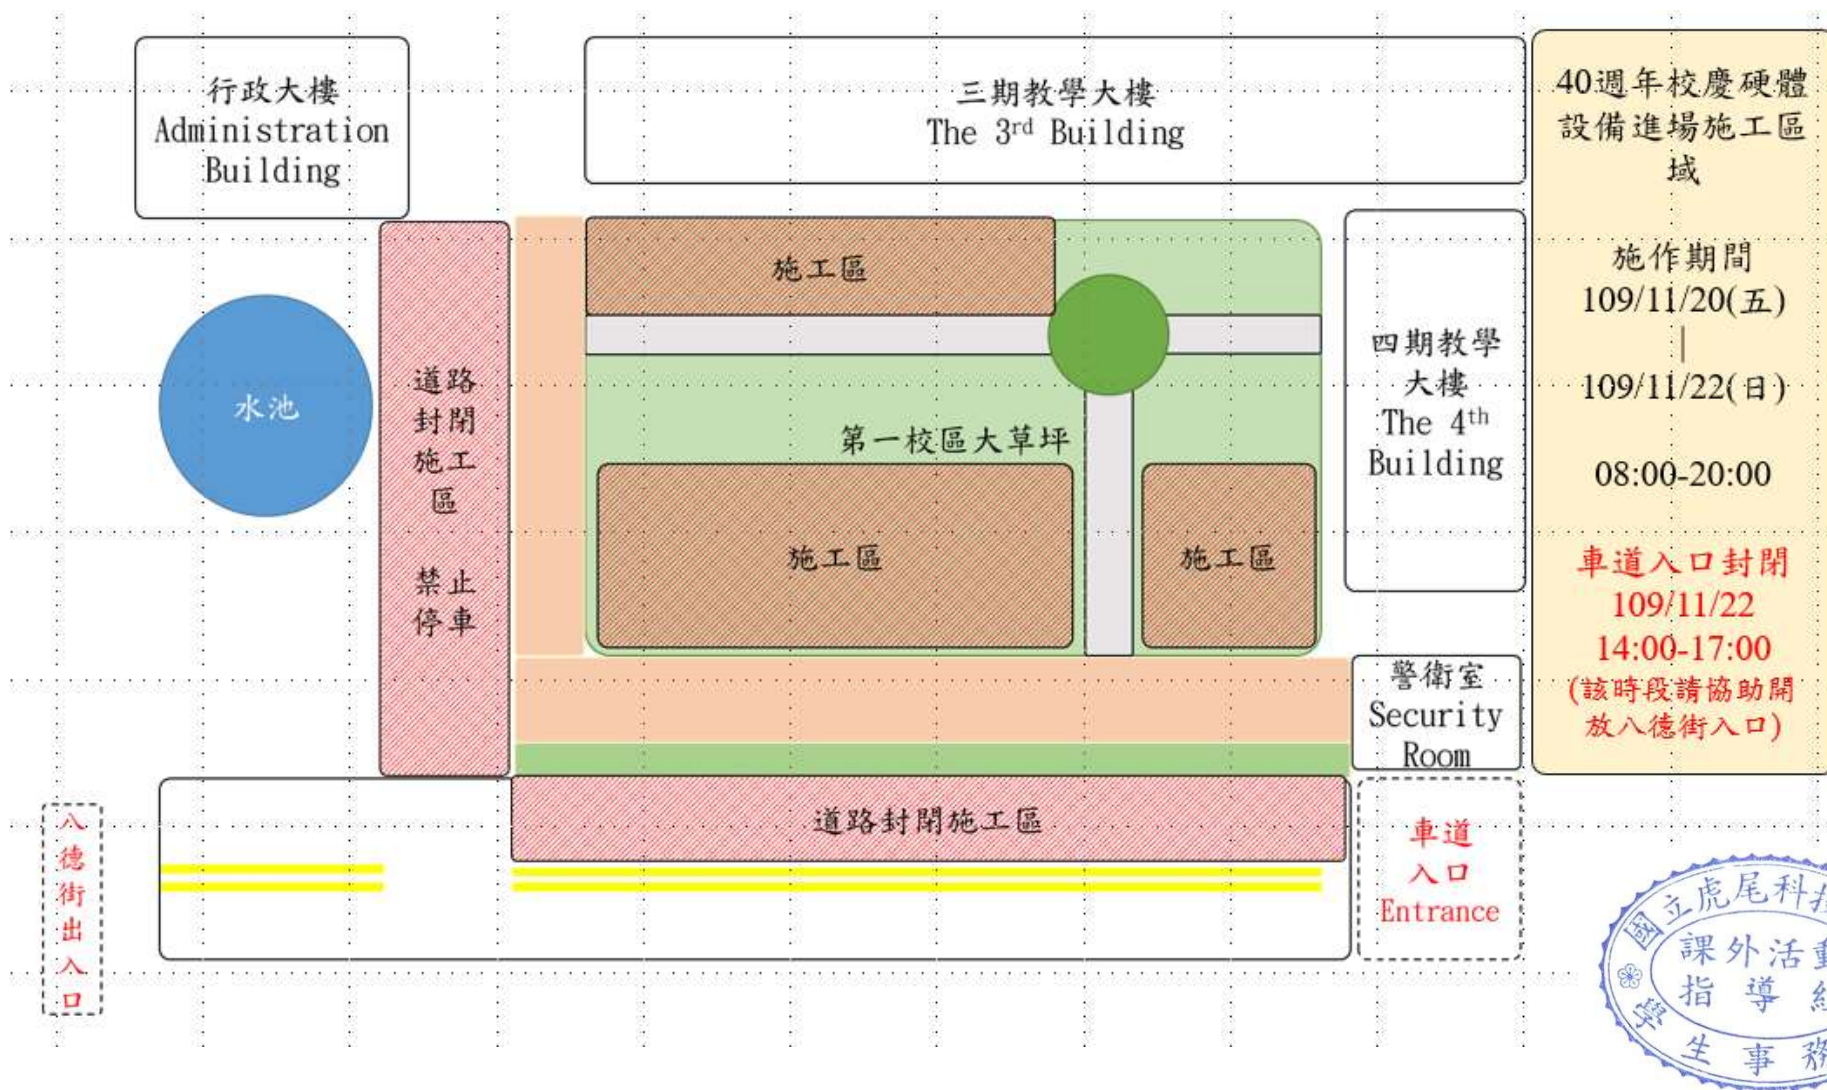 行政大樓
Administration
Building
三期教學大樓
The 3rd Building
40週年校慶硬體
設備進場施工區
域
施作期間
109/11/20(五)
|
109/11/22(日)
08:00-20:00
車道入口封閉
109/11/22
14:00-17:00
(該時段請協助開
放八德街入口)
水池
道路
封閉
施工
區
禁止
停車
施工區
第一校區大草坪
施工區
施工區
四期教學
大樓
The 4th
Building
警衛室
Security
Room
道路封閉施工區
八
德
街
出
入
口
車道
入口
Entrance
國立虎尾科技
課外活動
指導組
學生事務